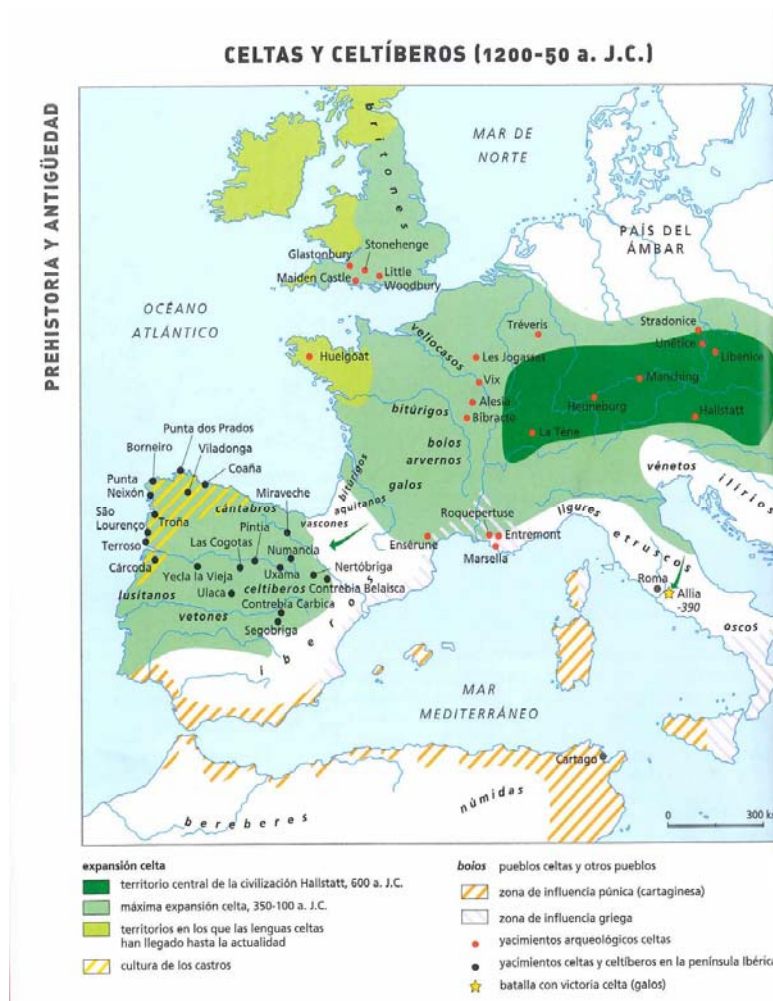 CELTAS Y CELTÍBEROS (1200-50 a. J.C.)
PREHISTORIA Y ANTIGÜEDAD
britones
MAR DE
NORTE
PAÍS DEL
ÁMBAR
Stonehenge
Glastonbury
Little
Woodbury
Maiden Castle
OCÉANO
ATLÁNTICO
Tréveris
Stradonice
Unětice
Libenice
veliocasos
Huelgoat
Les Jogasses
Vix
Manching
Alesia
Heuneburg
bitúrigos
Bibracte
Hallstatt
La Tène
Punta dos Prados
Borneiro
Viladonga
Coaña
boios
arvernos
galos
vénetos
ilirios
Punta
Neixón
Miraveche
bitúrigos
aquitanos
cántabros
vascones
Roquepertuse
ligures
São
Lourenço
Troña
Pintia
Las Cogotas
Numancia
Ensérune
Entremont
Marsella
etruscos
Terroso
Cárcoda
Yecla la Vieja
Uxama
Nertóbriga
Contrebia Belaisca
celtíberos
Ulaca
Contrebia Carbica
lusitanos
vetones
Segobriga
iberos
Roma
Allia
-390
oscos
MAR
MEDITERRÁNEO
Cartago
númidas
bereberes
0
300 k
expansión celta
territorio central de la civilización Hallstatt, 600 a. J.C.
máxima expansión celta, 350-100 a. J.C.
territorios en los que las lenguas celtas
han llegado hasta la actualidad
cultura de los castros
boios pueblos celtas y otros pueblos
zona de influencia púnica (cartaginesa)
zona de influencia griega
yacimientos arqueológicos celtas
yacimientos celtas y celtíberos en la península Ibérica
batalla con victoria celta (galos)